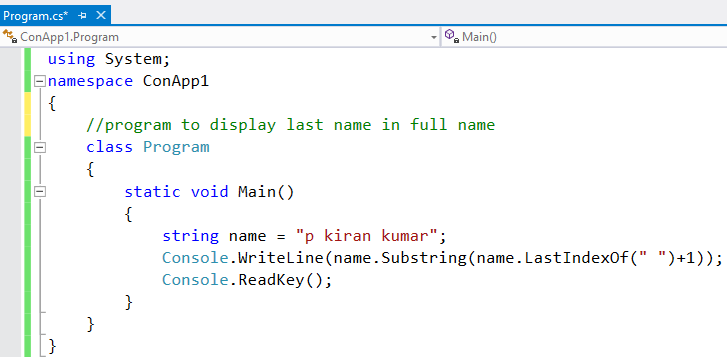 Program.cs*
ConApp1.Program Main()
using System;
namespace ConApp1
{
//program to display last name in full name
class Program
{
static void Main()
{
string name = "p kiran kumar";
Console.WriteLine(name.Substring(name.LastIndexOf(" ")+1));
Console.ReadKey();
}
}
}